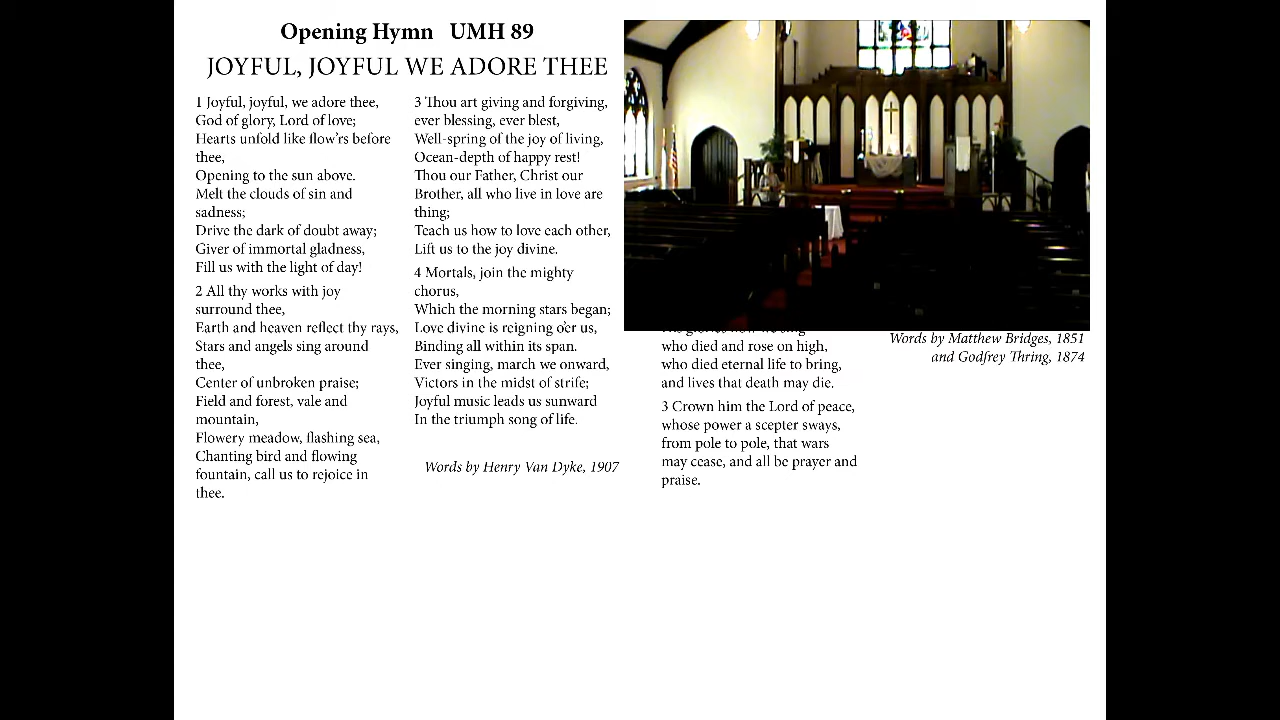 Opening Hymn UMH 89
JOYFUL, JOYFUL WE ADORE THEE
1 Joyful, joyful, we adore thee,
God of glory, Lord of love;
Hearts unfold like flow'rs before
thee,
Opening to the sun above.
Melt the clouds of sin and
sadness;
Drive the dark of doubt away;
Giver of immortal gladness,
Fill us with the light of day!
2 All thy works with joy
surround thee,
Earth and heaven reflect thy rays,
Stars and angels sing around
thee,
Center of unbroken praise;
Field and forest, vale and
mountain,
Flowery meadow, flashing sea,
Chanting bird and flowing
fountain, call us to rejoice in
thee.
3 Thou art giving and forgiving,
ever blessing, ever blest,
Well-spring of the joy of living,
Ocean-depth of happy rest!
Thou our Father, Christ our
Brother, all who live in love are
thing;
Teach us how to love each other,
Lift us to the joy divine.
4 Mortals, join the mighty
chorus,
Which the morning stars began;
Love divine is reigning o'er us,
Binding all within its span.
Ever singing, march we onward,
Victors in the midst of strife;
Joyful music leads us sunward
In the triumph song of life.
Words by Henry Van Dyke, 1907
who died and rose on high,
who died eternal life to bring,
and lives that death may die.
3 Crown him the Lord of peace,
whose power a scepter sways,
from pole to pole, that wars
may cease, and all be prayer and
praise.
Words by Matthew Bridges, 1851
and Godfrey Thring, 1874